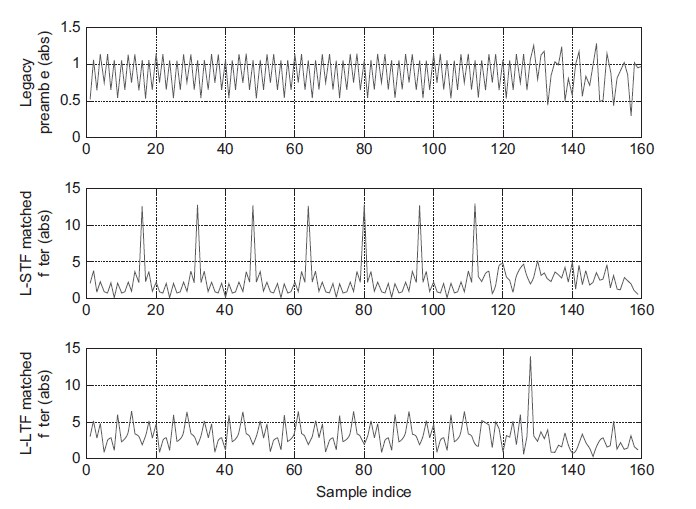 Legacy
preamb e (abs)
1.5
1
0.5
0
0 20 40 60 80 100 120 140 160
L-STF matched
f ter (abs)
15
10
5
0
0 20 40 60 80 100 120 140 160
L-LTF matched
f ter (abs)
15
10
5
0
0 20 40 60 80 100 120 140 160
Sample indice